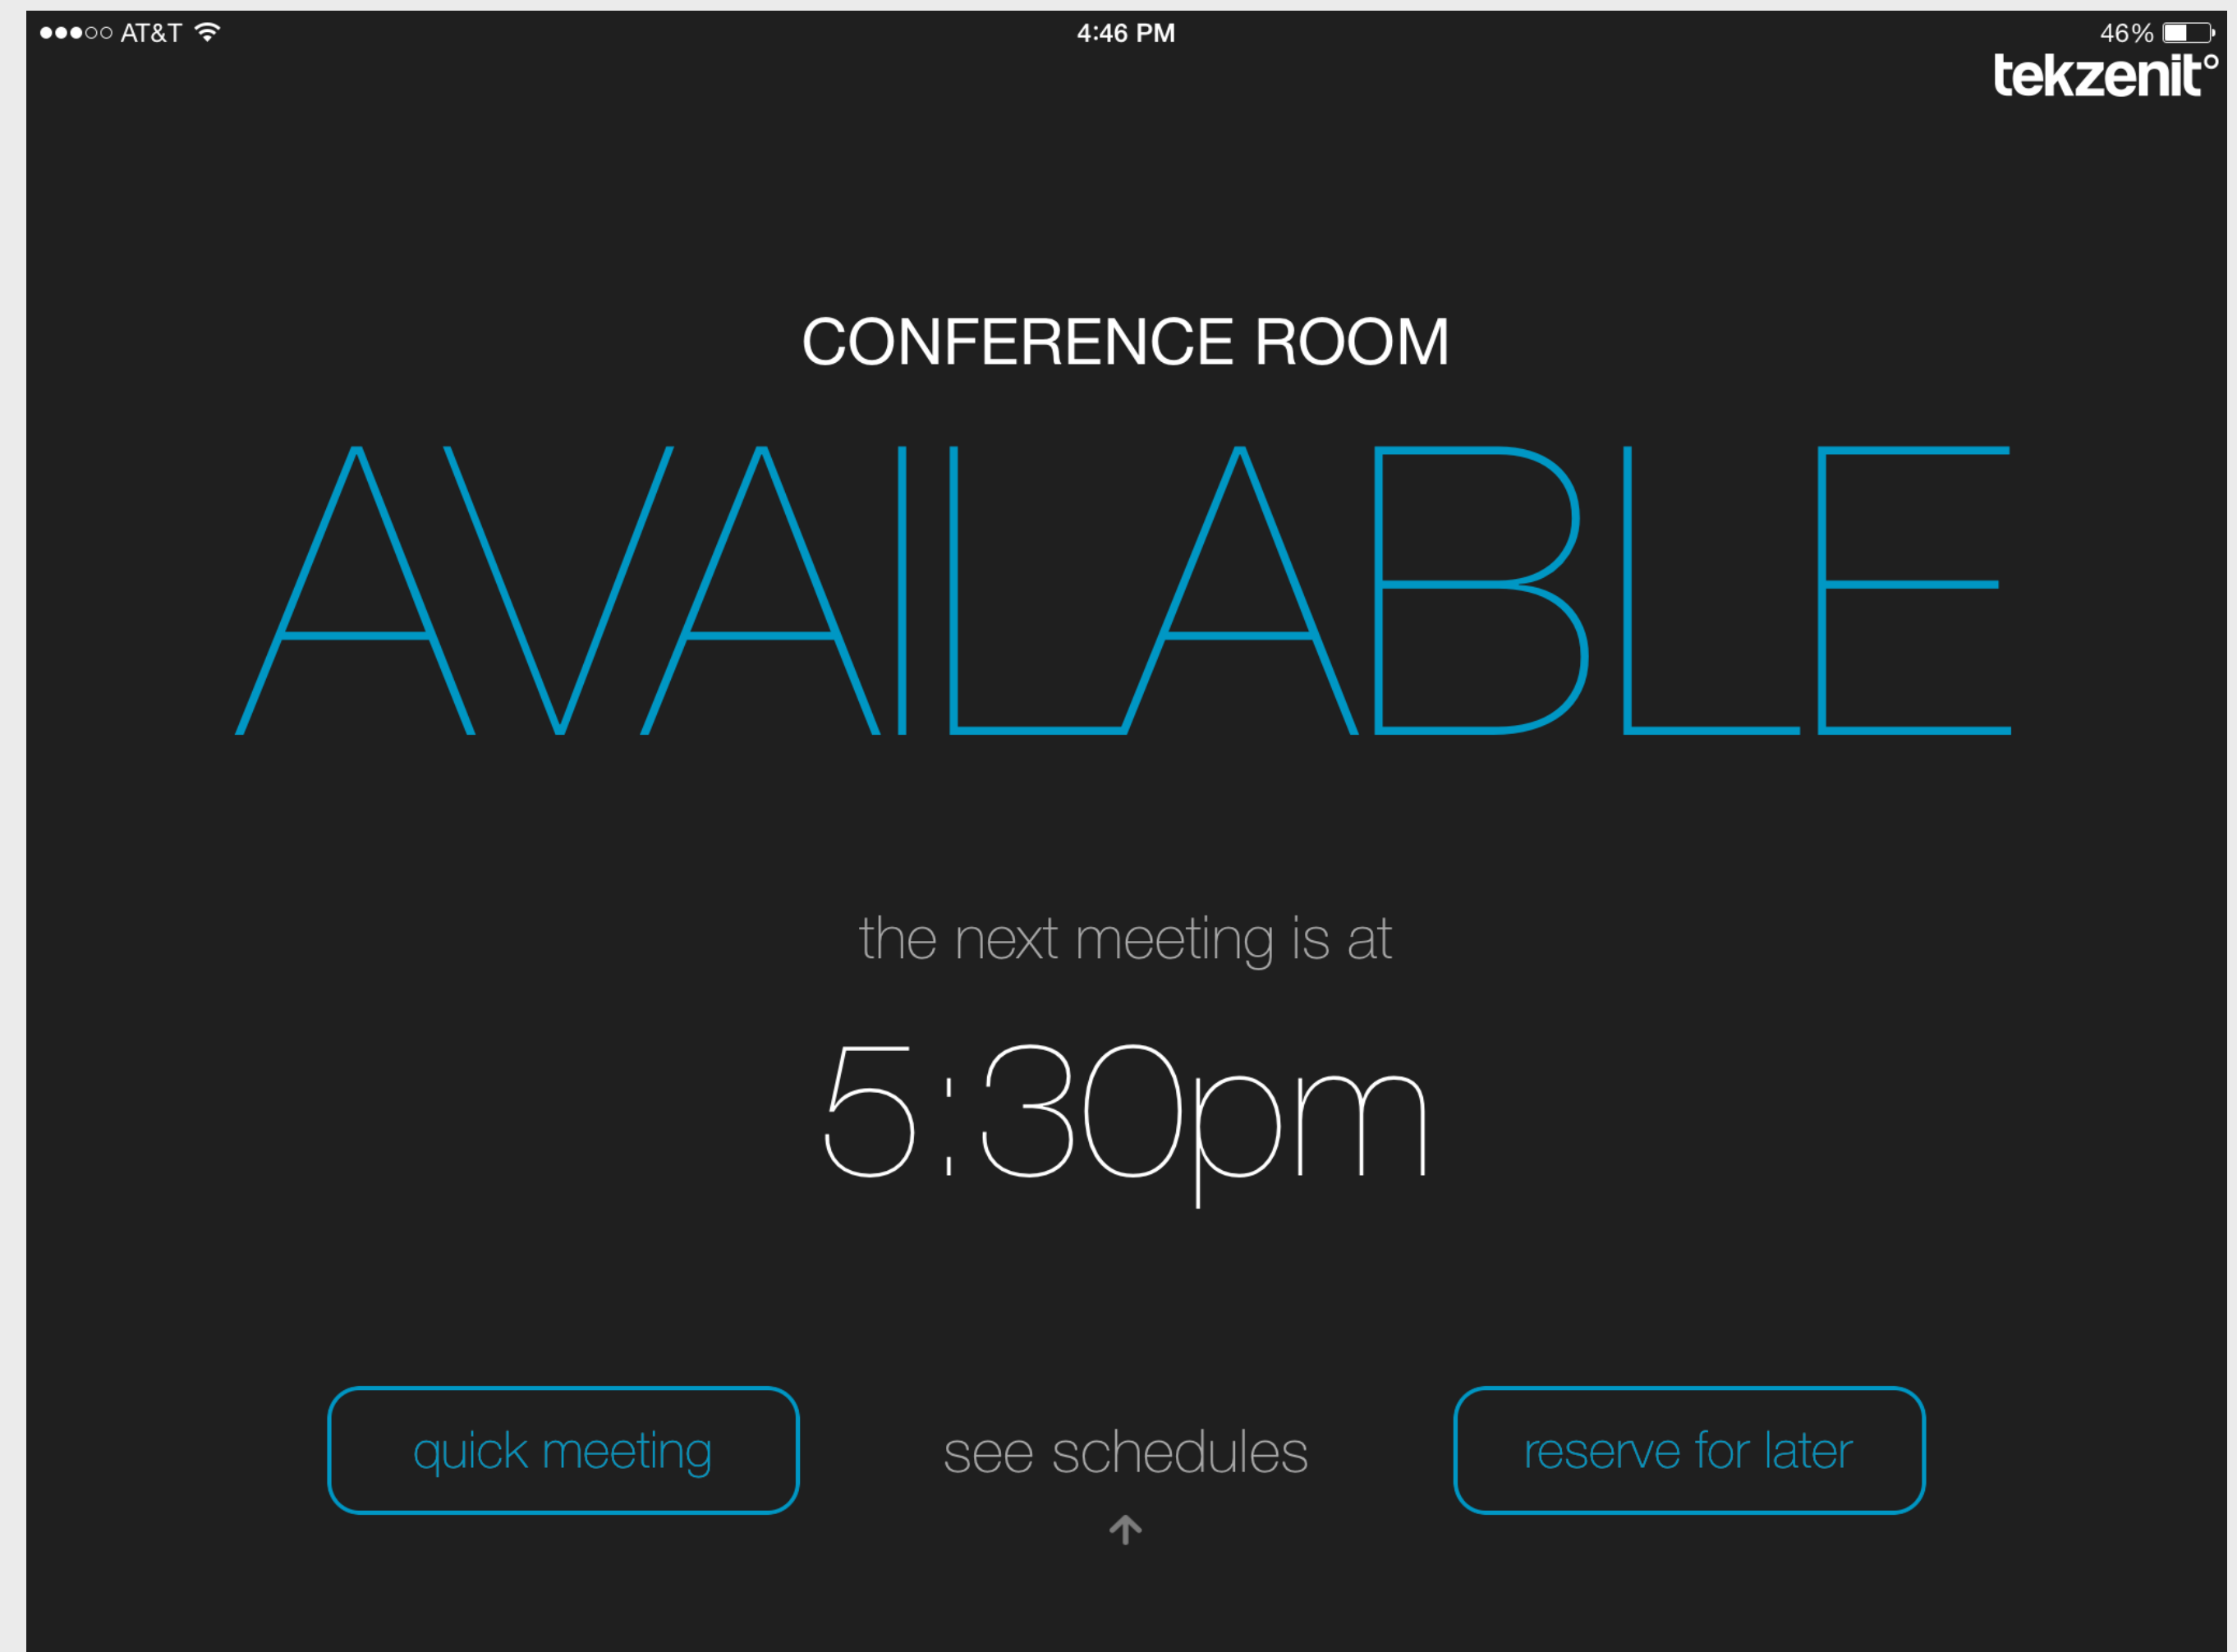 AT&T 4:46 PM 46%
tekzenit°
CONFERENCE ROOM
AVAILABLE
the next meeting is at
5:30pm
quick meeting see schedules reserve for later